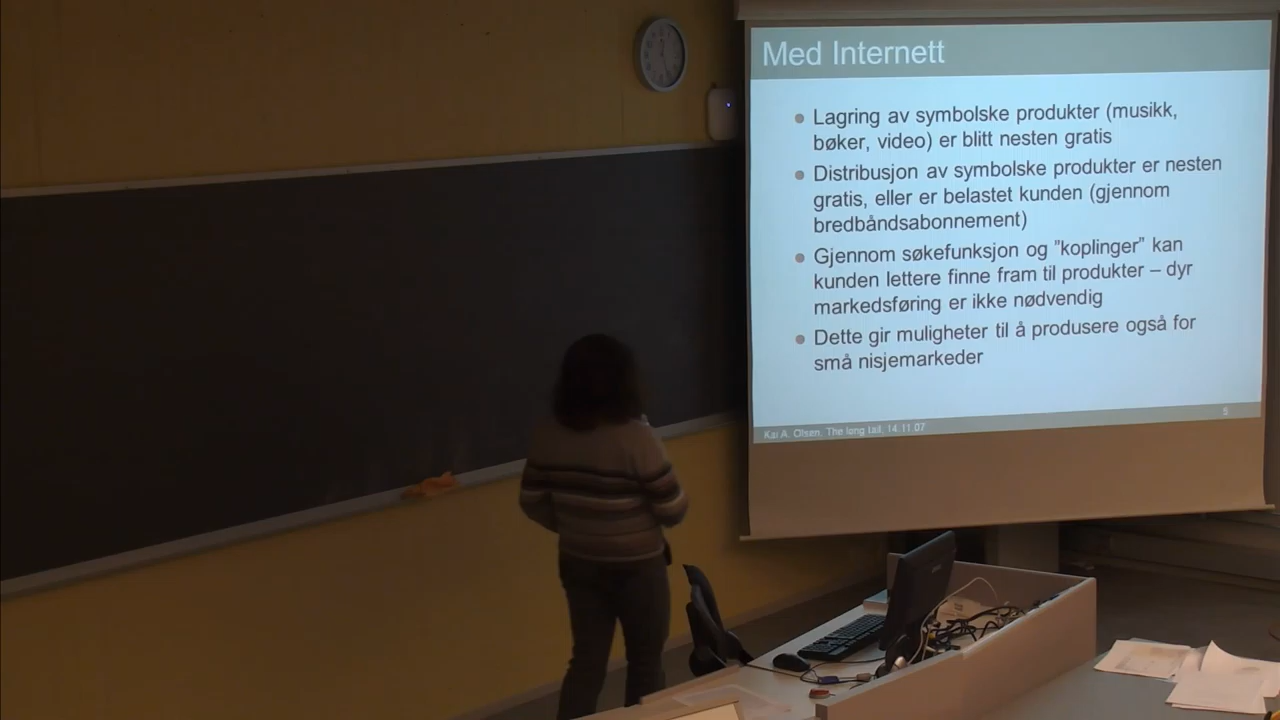 Med Internett
Lagring av symbolske produkter (musikk,
bøker, video) er blitt nesten gratis
Distribusjon av symbolske produkter er nesten
gratis, eller er belastet kunden (gjennom
bredbåndsabonnement)
Gjennom søkefunksjon og ”koplinger” kan
kunden lettere finne fram til produkter – dyr
markedsføring er ikke nødvendig
Dette gir muligheter til å produsere også for
små nisjemarkeder
Kai A. Olsen, The long tail, 14.11.07
5